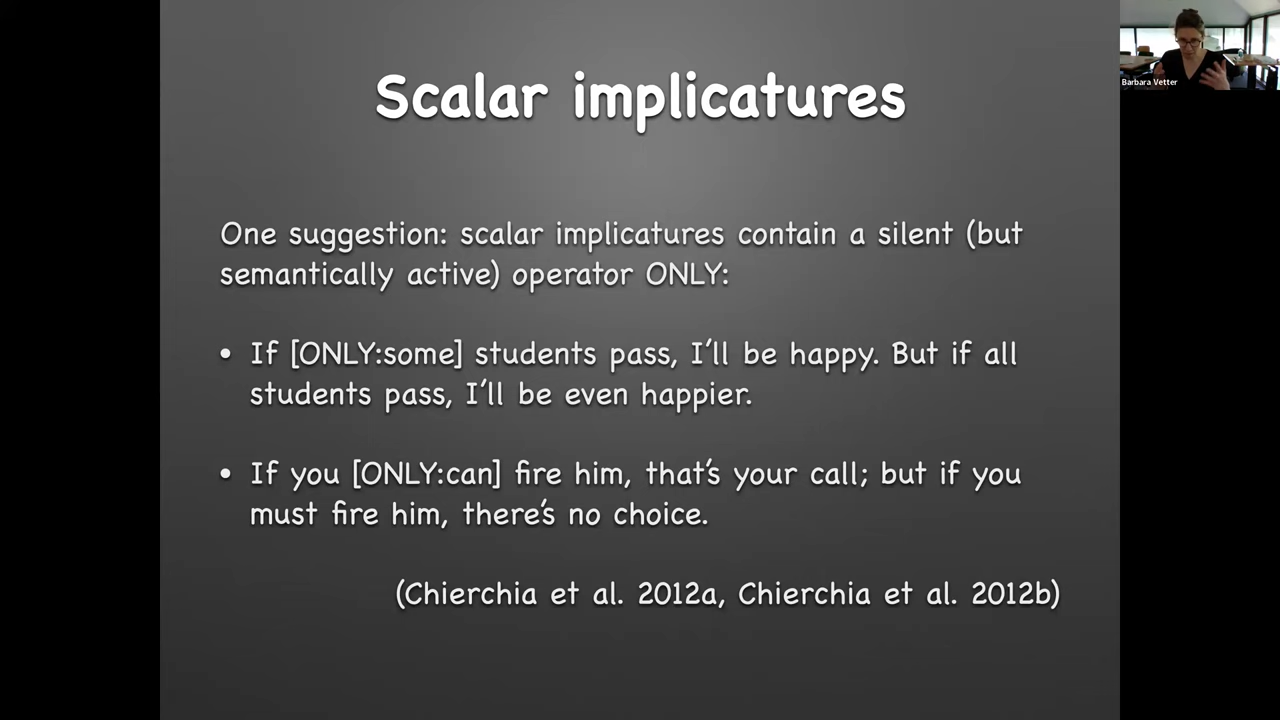 Scalar implicatures
Barbara Vetter
One suggestion: scalar implicatures contain a silent (but
semantically active) operator ONLY:
• If [ONLY:some] students pass, I'll be happy. But if all
students pass, I'll be even happier.
• If you [ONLY:can] fire him, that's your call; but if you
must fire him, there's no choice.
(Chierchia et al. 2012a, Chierchia et al. 2012b)